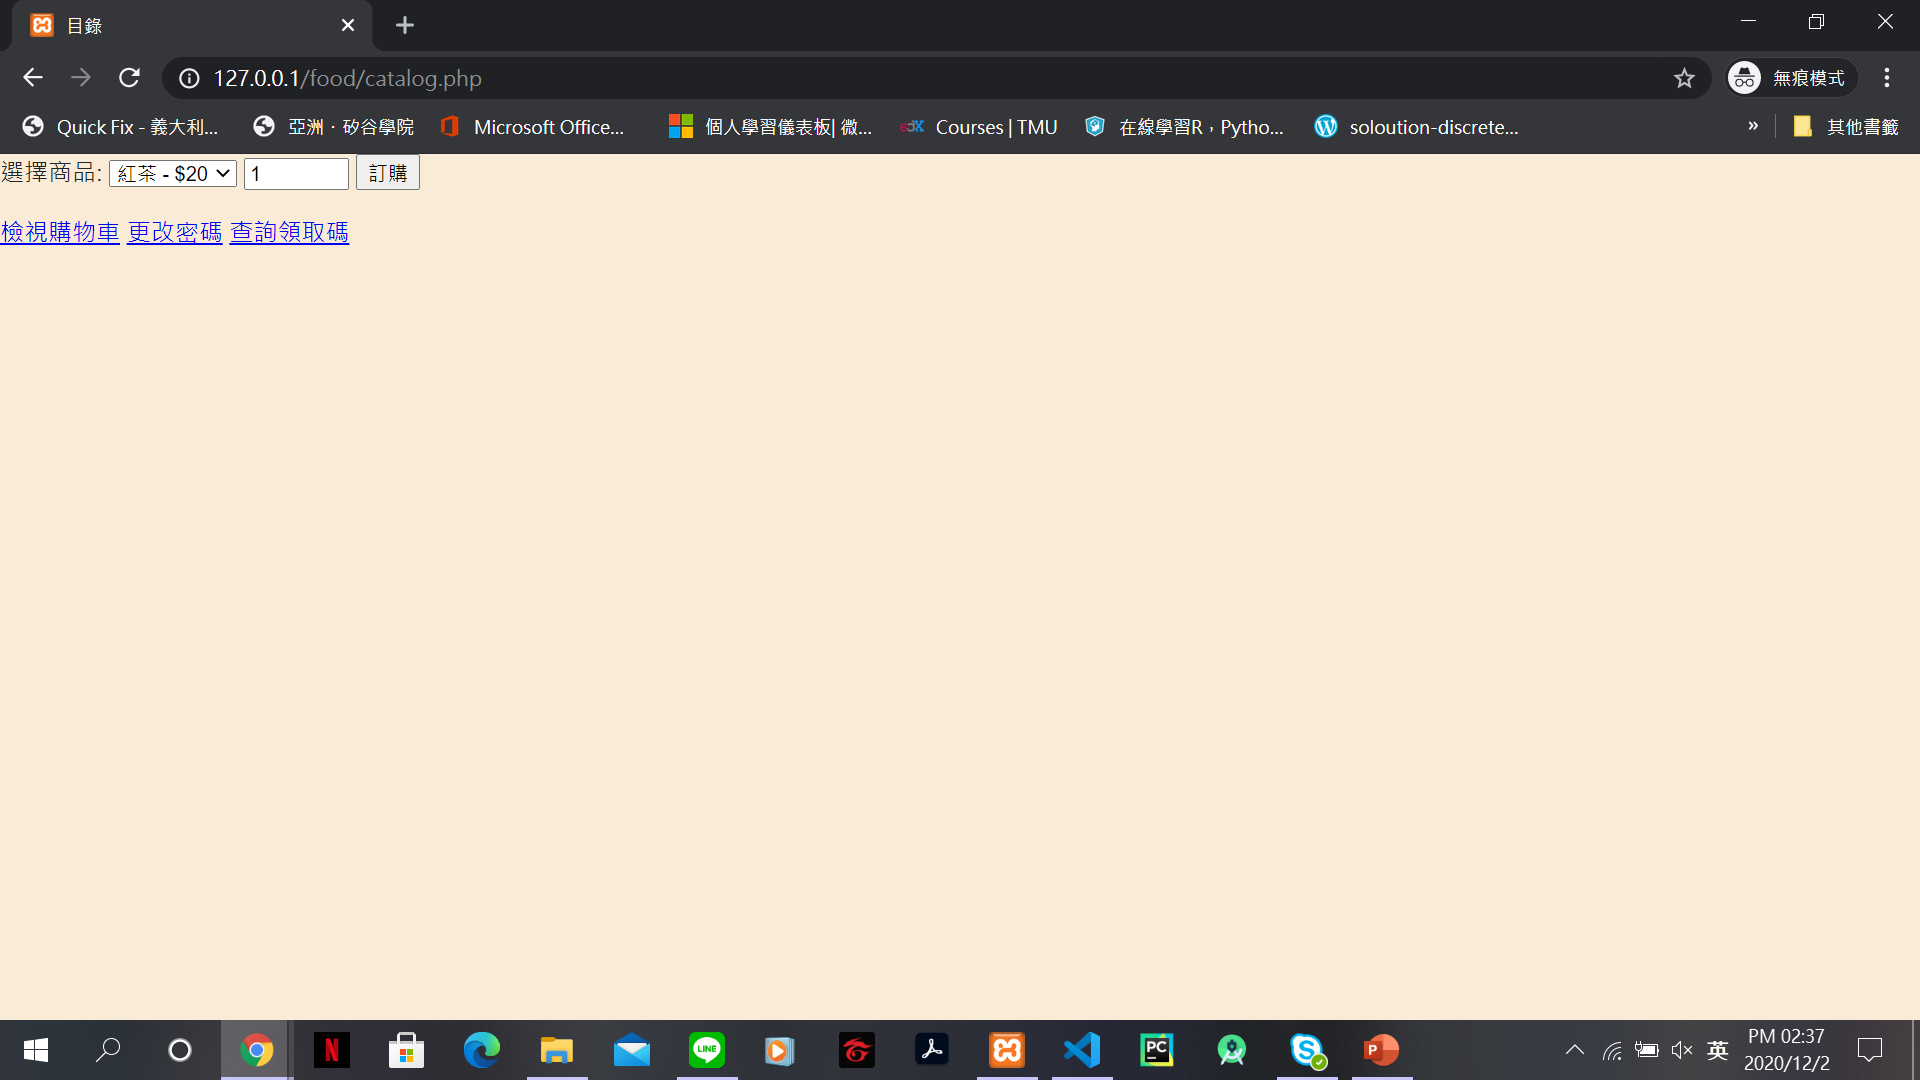 目錄
127.0.0.1/food/catalog.php
無痕模式
Quick Fix - 義大利... 亞洲 · 矽谷學院 Microsoft Office... 個人學習儀表板| 微... Courses | TMU 在線學習R，Pytho... soloution-discrete... » 其他書籤
選擇商品: 紅茶 - $20 1 訂購
檢視購物車 更改密碼 查詢領取碼
N LINE PC S P 英 PM 02:37
2020/12/2